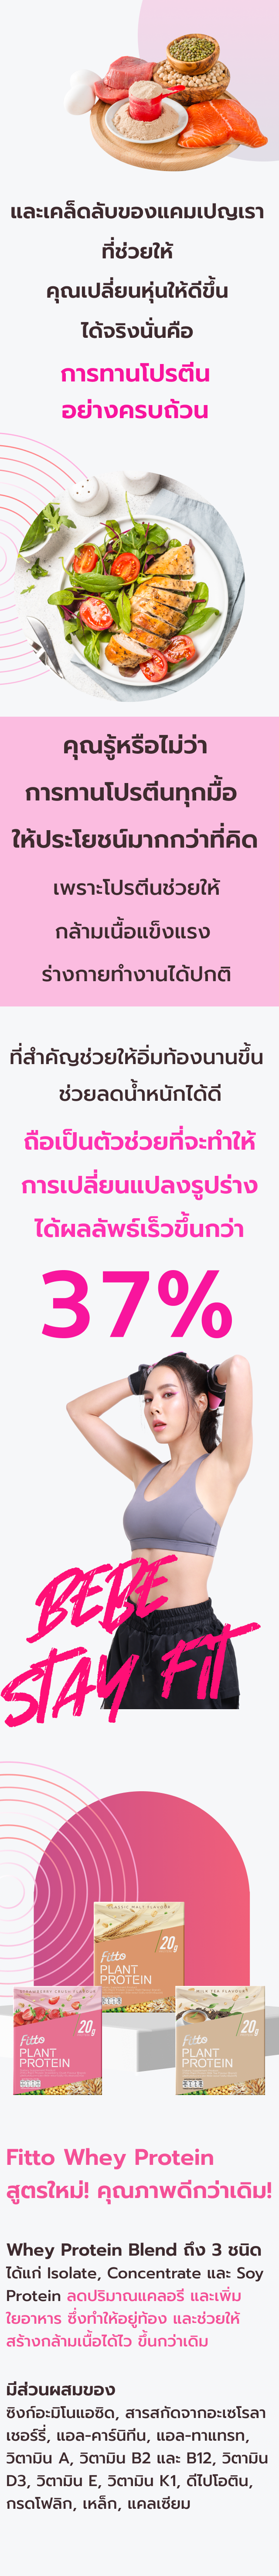 และเคล็ดลับของแคมเปญเรา
ที่ช่วยให้
คุณเปลี่ยนหุ่นให้ดีขึ้น
ได้จริงนั่นคือ
การทานโปรตีน
อย่างครบถ้วน
คุณรู้หรือไม่ว่า
การทานโปรตีนทุกมื้อ
ให้ประโยชน์มากกว่าที่คิด
เพราะโปรตีนช่วยให้
กล้ามเนื้อแข็งแรง
ร่างกายทำงานได้ปกติ
ที่สำคัญช่วยให้อิ่มท้องนานขึ้น
ช่วยลดน้ำหนักได้ดี
ถือเป็นตัวช่วยที่จะทำให้
การเปลี่ยนแปลงรูปร่าง
ได้ผลลัพธ์เร็วขึ้นกว่า
37%
BEBE
STAY FIT
CLASSIC MALT FLAVOUR
20g
Fitto
PLANT
PROTEIN
STRAWBERRY CRUSH FLAVOUR
20g
Fitto
PLANT
PROTEIN
MILK TEA FLAVOUR
20g
Fitto
PLANT
PROTEIN
Fitto Whey Protein
สูตรใหม่! คุณภาพดีกว่าเดิม!
Whey Protein Blend ถึง 3 ชนิด
ได้แก่ Isolate, Concentrate และ Soy
Protein ลดปริมาณแคลอรี และเพิ่ม
ใยอาหาร ซึ่งทำให้อยู่ท้อง และช่วยให้
สร้างกล้ามเนื้อได้ไว ขึ้นกว่าเดิม
มีส่วนผสมของ
ซิงก์อะมิโนแอซิด, สารสกัดจากอะเซโรลา
เชอร์รี่, แอล-คาร์นิทีน, แอล-ทาแทรท,
วิตามิน A, วิตามิน B2 และ B12, วิตามิน
D3, วิตามิน E, วิตามิน K1, ดีไปโอติน,
กรดโฟลิก, เหล็ก, แคลเซียม